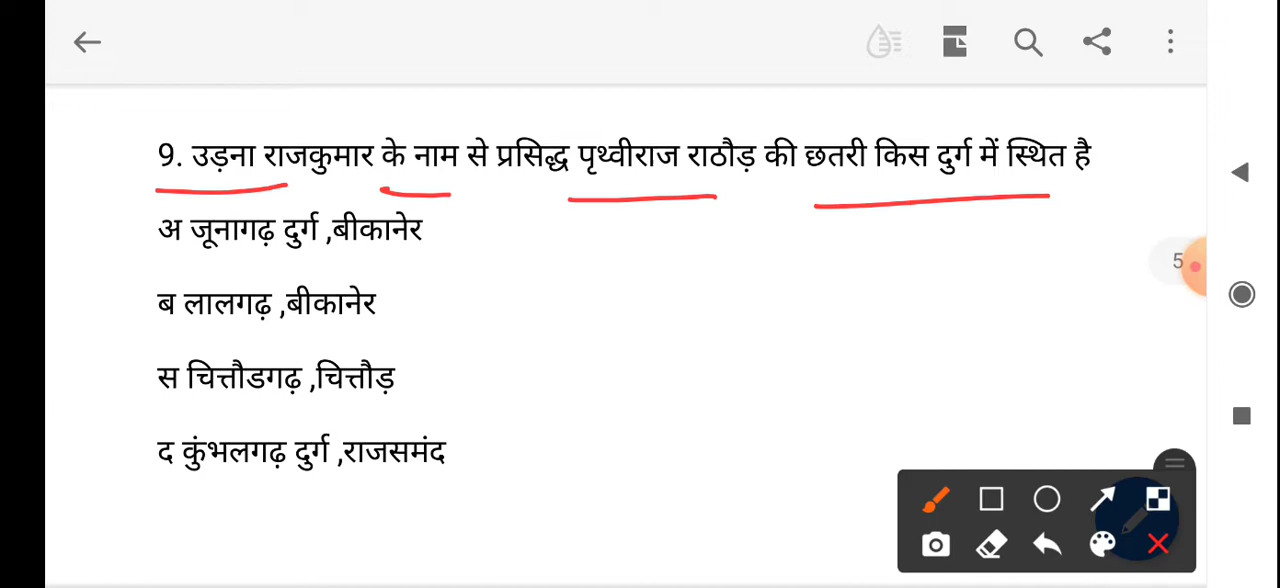 9. उड़ना राजकुमार के नाम से प्रसिद्ध पृथ्वीराज राठौड़ की छतरी किस दुर्ग में स्थित है
अ जूनागढ़ दुर्ग ,बीकानेर
5
ब लालगढ़ ,बीकानेर
स चित्तौडगढ़ ,चित्तौड़
द कुंभलगढ़ दुर्ग ,राजसमंद